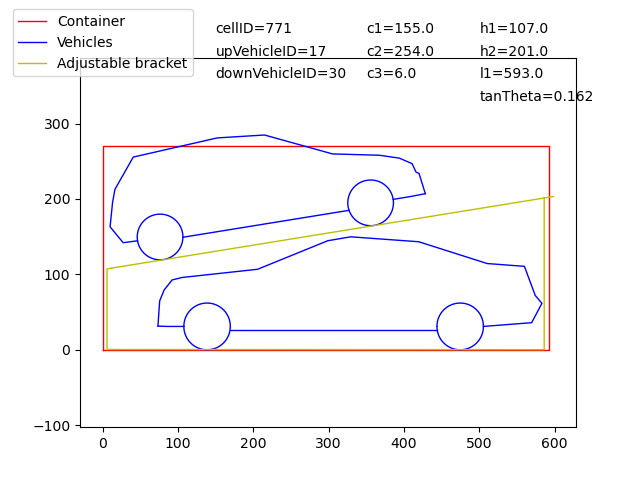 Container
Vehicles
Adjustable bracket
cellID=771
upVehicleID=17
downVehicleID=30
c1=155.0
c2=254.0
c3=6.0
h1=107.0
h2=201.0
l1=593.0
tanTheta=0.162
300
200
100
0
−100
0
100
200
300
400
500
600